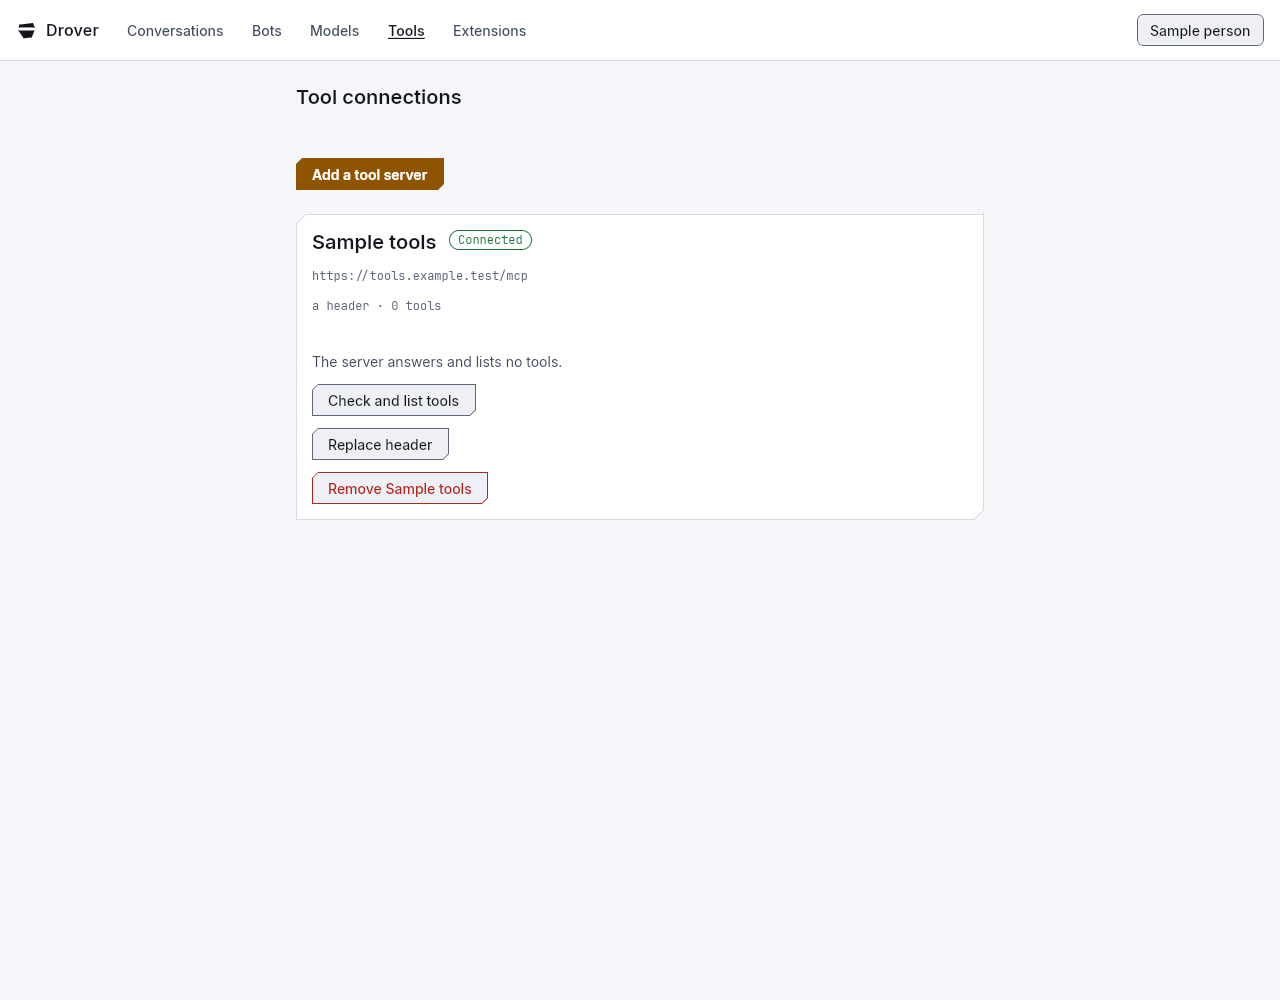 Drover
Conversations
Bots
Models
Tools
Extensions
Sample person
Tool connections
Add a tool server
Sample tools
Connected
https://tools.example.test/mcp
a header · 0 tools
The server answers and lists no tools.
Check and list tools
Replace header
Remove Sample tools